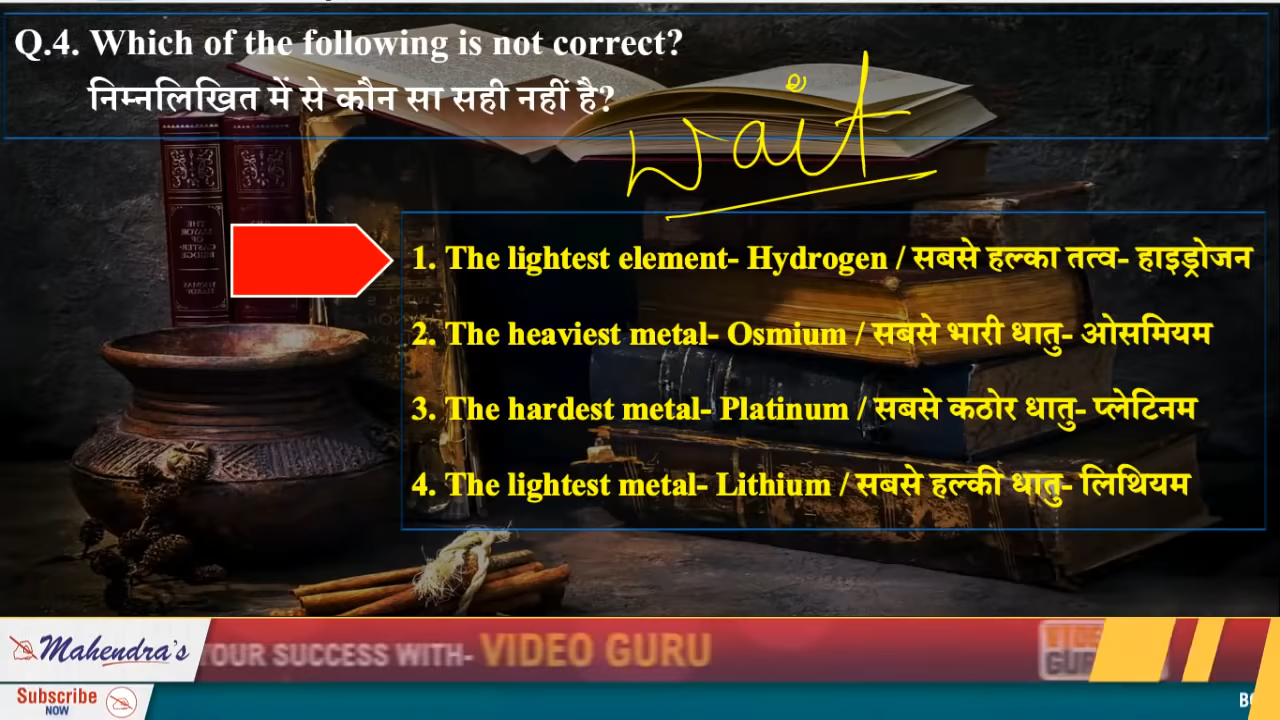 Q.4. Which of the following is not correct?
निम्नलिखित में से कौन सा सही नहीं है?
wait
1. The lightest element- Hydrogen / सबसे हल्का तत्व- हाइड्रोजन
2. The heaviest metal- Osmium / सबसे भारी धातु- ओसमियम
3. The hardest metal- Platinum / सबसे कठोर धातु- प्लेटिनम
4. The lightest metal- Lithium / सबसे हल्की धातु- लिथियम
Mahendra's
YOUR SUCCESS WITH- VIDEO GURU
Subscribe
NOW